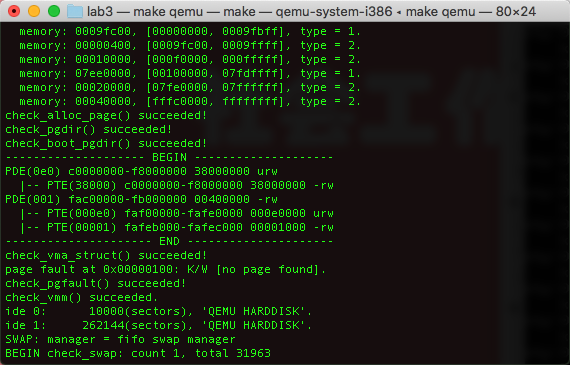 lab3 — make qemu — qemu-system-i386 ◂ make qemu — 80×24
memory: 0009fc00, [00000000, 0009fbff], type = 1.
memory: 00000400, [0009fc00, 0009ffff], type = 2.
memory: 00010000, [000f0000, 000fffff], type = 2.
memory: 07ee0000, [00100000, 07fdffff], type = 1.
memory: 00020000, [07fe0000, 07ffffff], type = 2.
memory: 00040000, [fffc0000, ffffffff], type = 2.
check_alloc_page() succeeded!
check_pgdir() succeeded!
check_boot_pgdir() succeeded!
-------------------- BEGIN --------------------
PDE(0e0) c0000000-f8000000 38000000 urw
|-- PTE(38000) c0000000-f8000000 38000000 -rw
PDE(001) fac00000-fb000000 00400000 -rw
|-- PTE(000e0) faf00000-fafe0000 000e0000 urw
|-- PTE(00001) fafeb000-fafec000 00001000 -rw
--------------------- END ---------------------
check_vma_struct() succeeded!
page fault at 0x00000100: K/W [no page found].
check_pgfault() succeeded!
check_vmm() succeeded.
ide 0:      10000(sectors), 'QEMU HARDDISK'.
ide 1:     262144(sectors), 'QEMU HARDDISK'.
SWAP: manager = fifo swap manager
BEGIN check_swap: count 1, total 31963